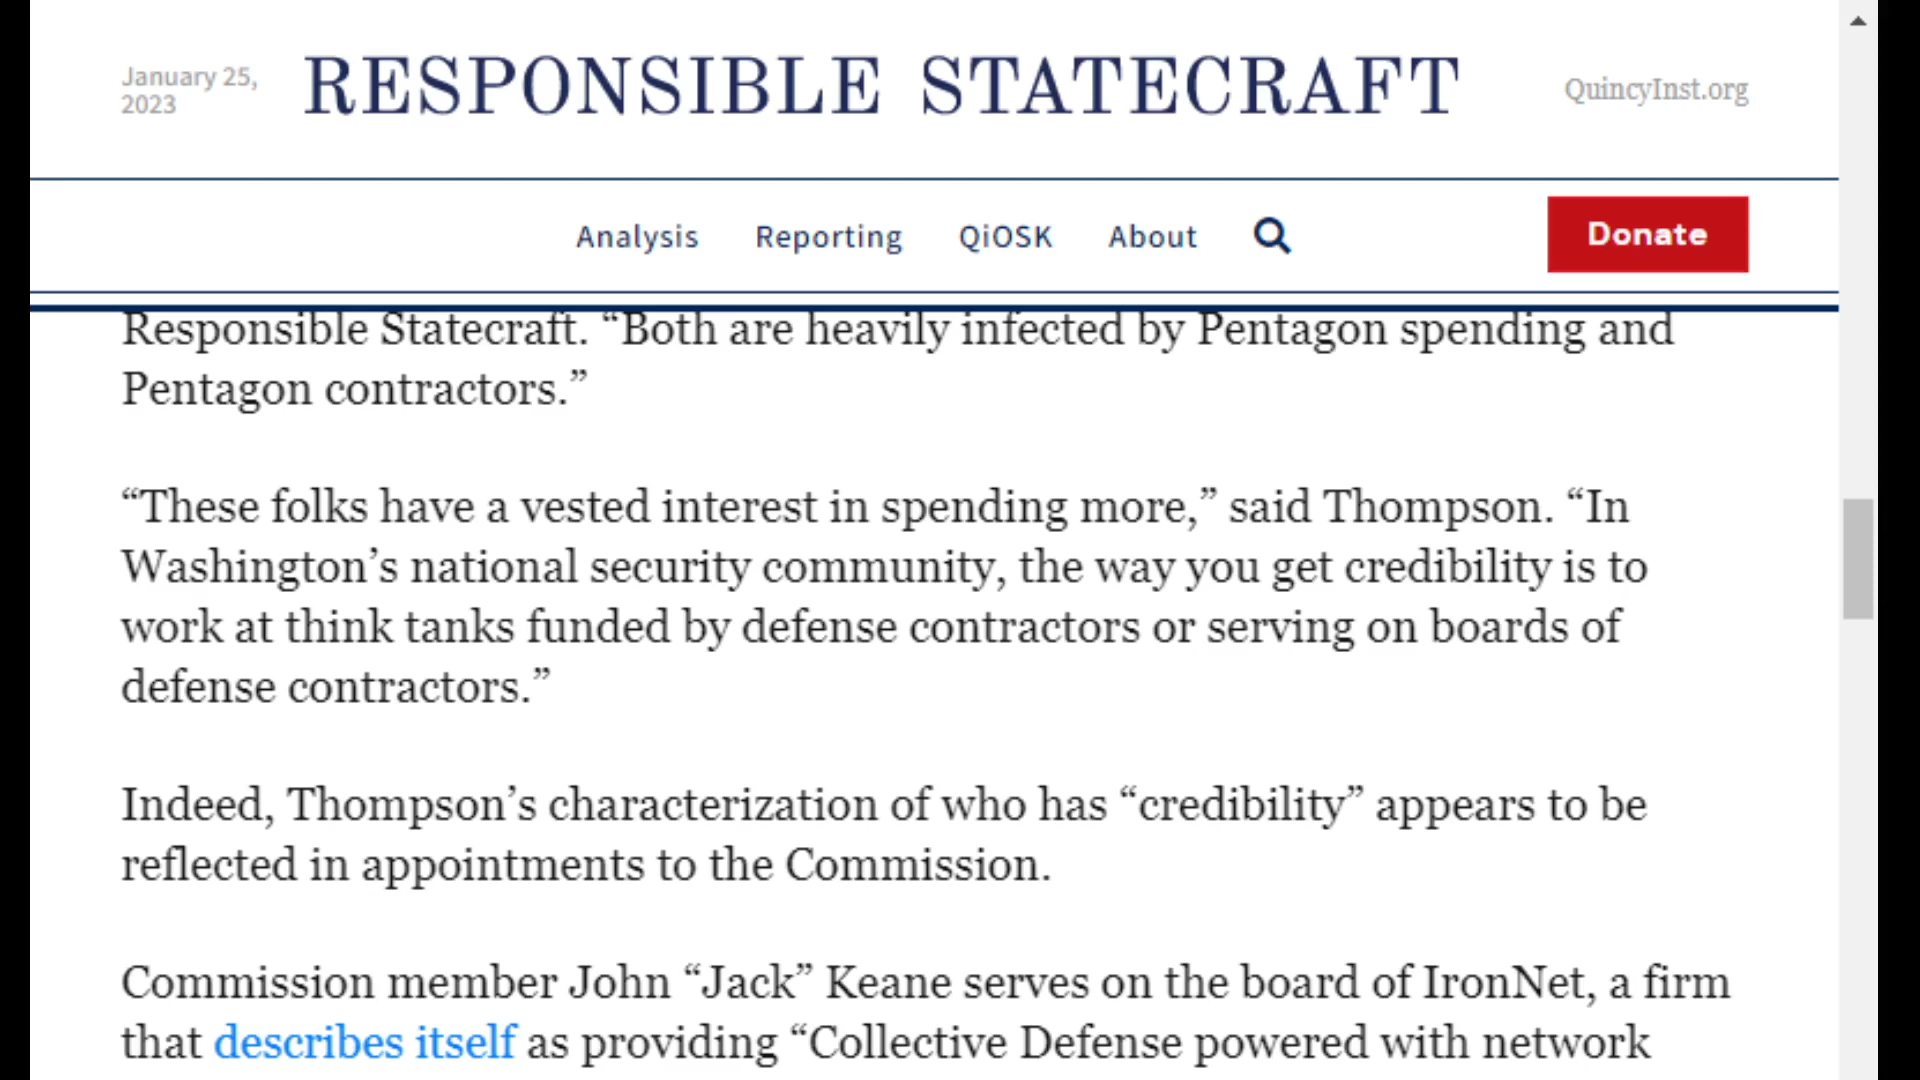 January 25,
2023
RESPONSIBLE STATECRAFT
QuincyInst.org
Analysis Reporting QiOSK About
Donate
Responsible Statecraft. “Both are heavily infected by Pentagon spending and
Pentagon contractors.”
“These folks have a vested interest in spending more,” said Thompson. “In
Washington’s national security community, the way you get credibility is to
work at think tanks funded by defense contractors or serving on boards of
defense contractors.”
Indeed, Thompson’s characterization of who has “credibility” appears to be
reflected in appointments to the Commission.
Commission member John “Jack” Keane serves on the board of IronNet, a firm
that describes itself as providing “Collective Defense powered with network